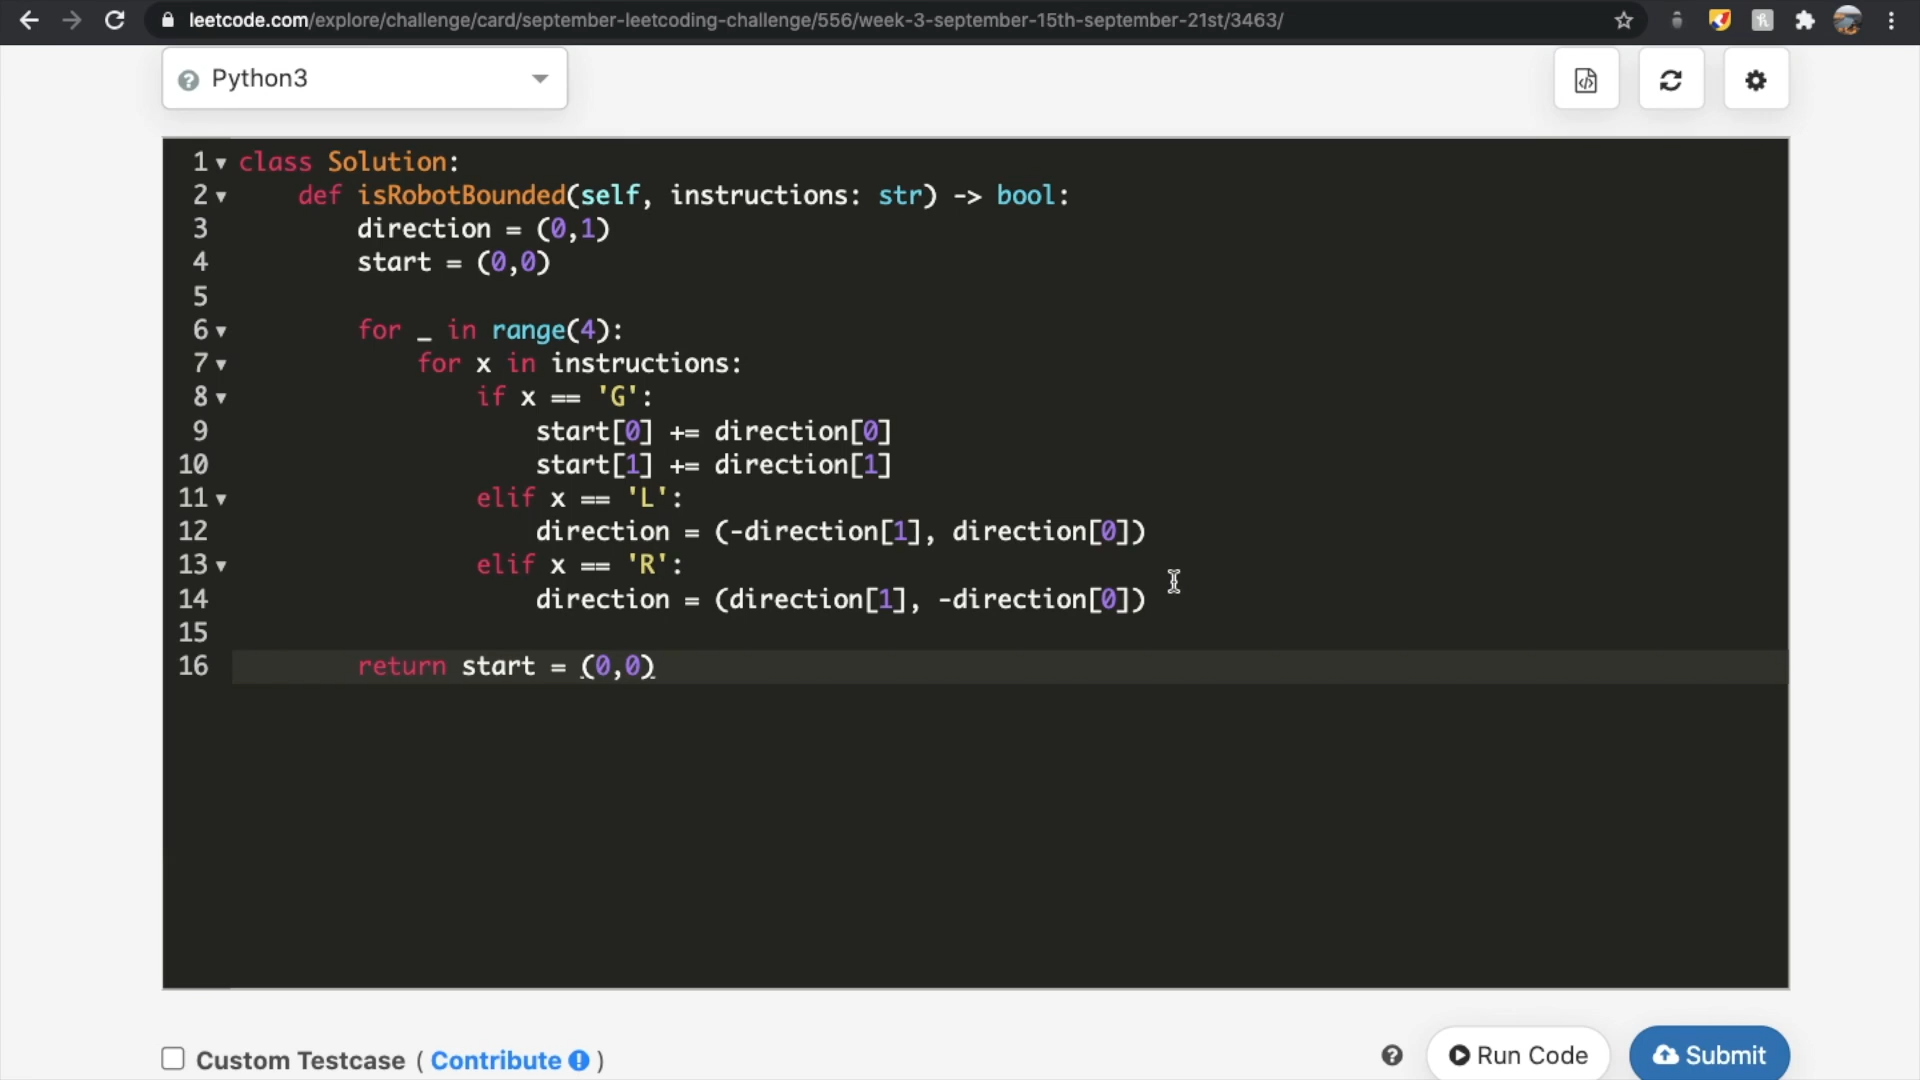 leetcode.com/explore/challenge/card/september-leetcoding-challenge/556/week-3-september-15th-september-21st/3463/
Python3
1 class Solution:
2     def isRobotBounded(self, instructions: str) -> bool:
3         direction = (0,1)
4         start = (0,0)
5
6         for _ in range(4):
7             for x in instructions:
8                 if x == 'G':
9                     start[0] += direction[0]
10                     start[1] += direction[1]
11                 elif x == 'L':
12                     direction = (-direction[1], direction[0])
13                 elif x == 'R':
14                     direction = (direction[1], -direction[0])
15
16         return start = (0,0)
Custom Testcase ( Contribute ! )
? Run Code Submit